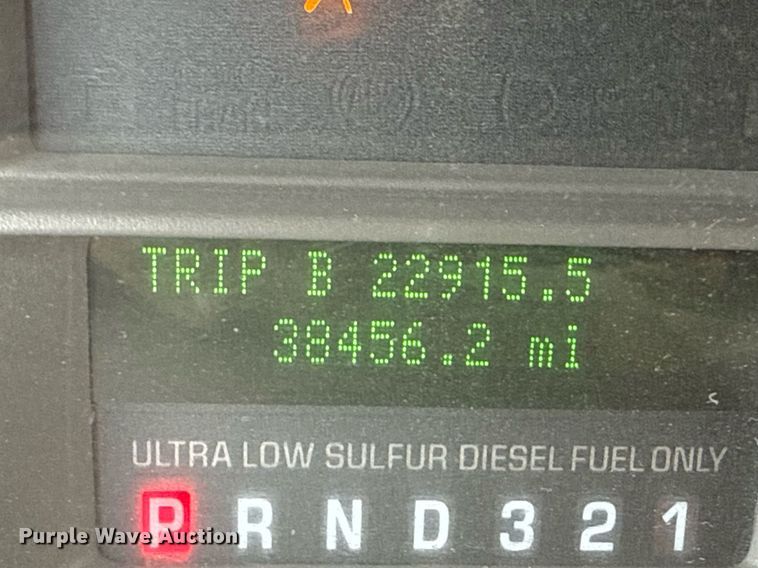 TRIP B 22915.5
38456.2 mi
ULTRA LOW SULFUR DIESEL FUEL ONLY
P R N D 3 2 1
Purple Wave Auction